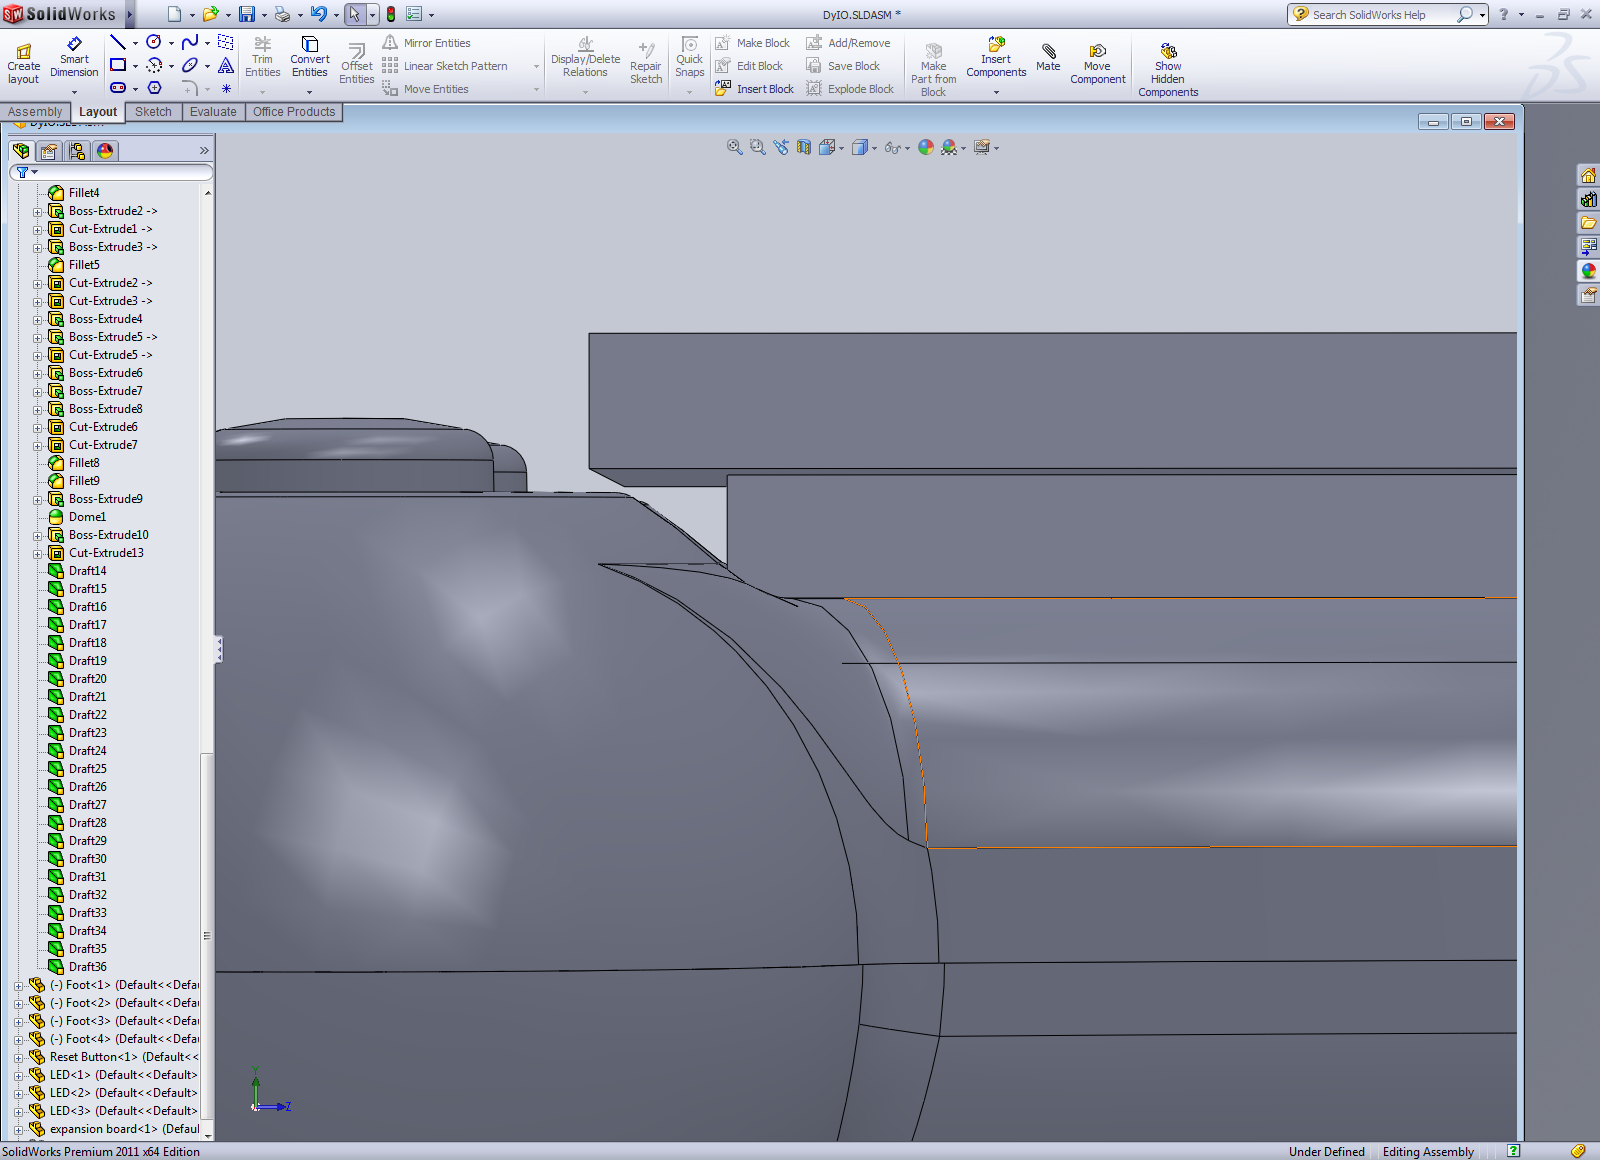 SolidWorks
DyIO.SLDASM *
Search SolidWorks Help
Create layout
Smart Dimension
Trim Entities
Convert Entities
Offset Entities
Mirror Entities
Linear Sketch Pattern
Move Entities
Display/Delete Relations
Repair Sketch
Quick Snaps
Make Block
Edit Block
Insert Block
Add/Remove
Save Block
Explode Block
Make Part from Block
Insert Components
Mate
Move Component
Show Hidden Components
Assembly
Layout
Sketch
Evaluate
Office Products
Fillet4
Boss-Extrude2 ->
Cut-Extrude1 ->
Boss-Extrude3 ->
Fillet5
Cut-Extrude2 ->
Cut-Extrude3 ->
Boss-Extrude4
Boss-Extrude5 ->
Cut-Extrude5 ->
Boss-Extrude6
Boss-Extrude7
Boss-Extrude8
Cut-Extrude6
Cut-Extrude7
Fillet8
Fillet9
Boss-Extrude9
Dome1
Boss-Extrude10
Cut-Extrude13
Draft14
Draft15
Draft16
Draft17
Draft18
Draft19
Draft20
Draft21
Draft22
Draft23
Draft24
Draft25
Draft26
Draft27
Draft28
Draft29
Draft30
Draft31
Draft32
Draft33
Draft34
Draft35
Draft36
(-) Foot<1> (Default<<Defau
(-) Foot<2> (Default<<Defau
(-) Foot<3> (Default<<Defau
(-) Foot<4> (Default<<Defau
Reset Button<1> (Default<<
LED<1> (Default<<Default>
LED<2> (Default<<Default>
LED<3> (Default<<Default>
expansion board<1> (Defaul
Y
Z
SolidWorks Premium 2011 x64 Edition
Under Defined
Editing Assembly